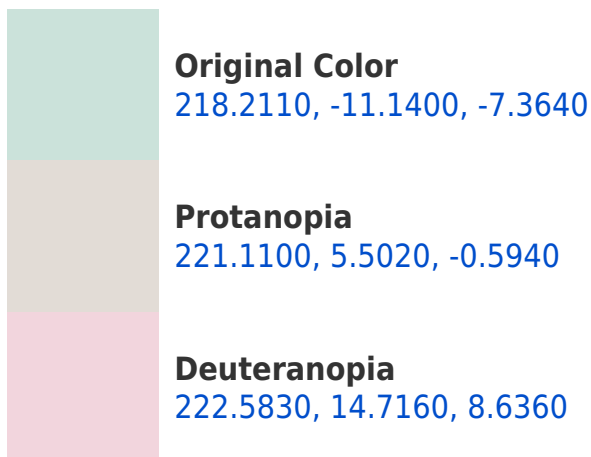 Original Color
218.2110, -11.1400, -7.3640
Protanopia
221.1100, 5.5020, -0.5940
Deuteranopia
222.5830, 14.7160, 8.6360